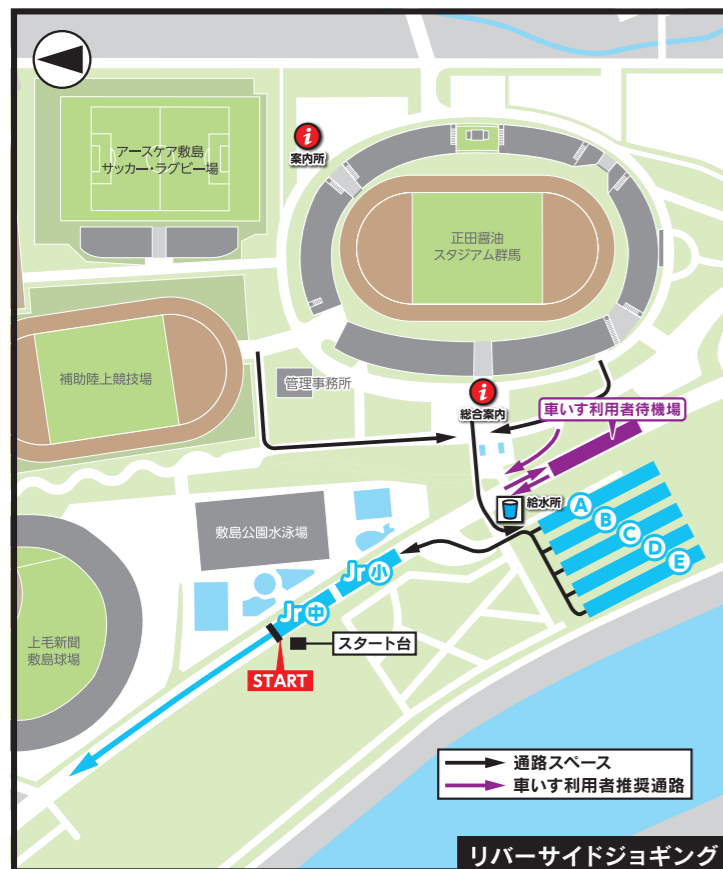 アースケア敷島
サッカー・ラグビー場
i
案内所
正田醤油
スタジアム群馬
補助陸上競技場
管理事務所
i
総合案内
車いす利用者待機場
給水所
A
B
C
D
E
敷島公園水泳場
Jr小
Jr中
スタート台
START
上毛新聞
敷島球場
通路スペース
車いす利用者推奨通路
リバーサイドジョギング